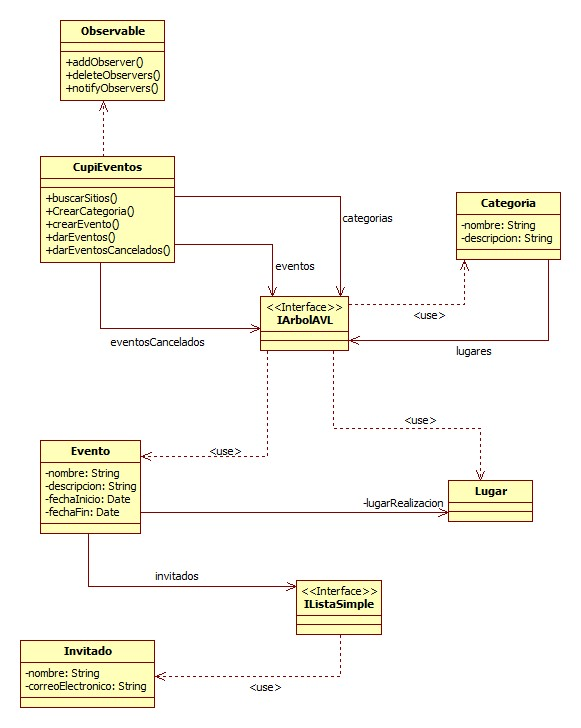 Observable
+addObserver()
+deleteObservers()
+notifyObservers()
CupiEventos
+buscarSitios()
+CrearCategoria()
+crearEvento()
+darEventos()
+darEventosCancelados()
categorias
eventos
eventosCancelados
Categoria
-nombre: String
-descripcion: String
<<Interface>>
IArbolAVL
<use>
lugares
<use>
<use>
Evento
-nombre: String
-descripcion: String
-fechaInicio: Date
-fechaFin: Date
-lugarRealizacion
Lugar
invitados
<<Interface>>
IListaSimple
Invitado
-nombre: String
-correoElectronico: String
<use>